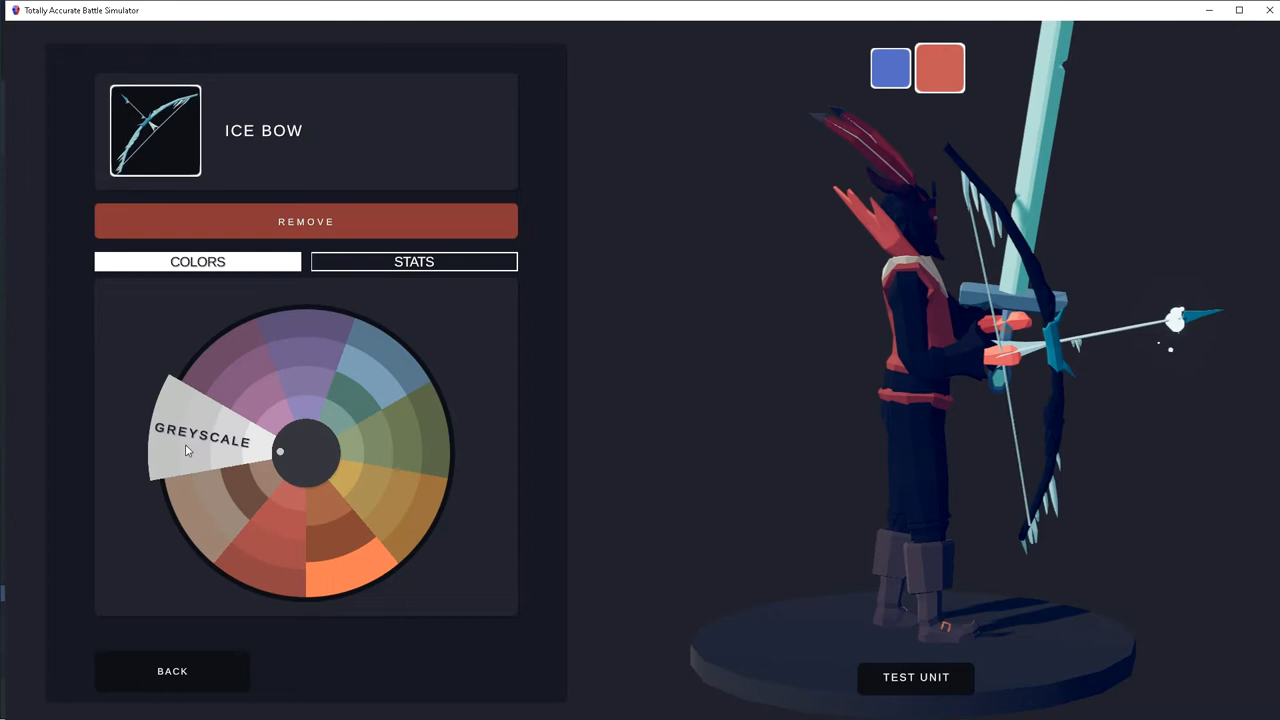 Totally Accurate Battle Simulator
ICE BOW
REMOVE
COLORS
STATS
GREYSCALE
BACK
TEST UNIT